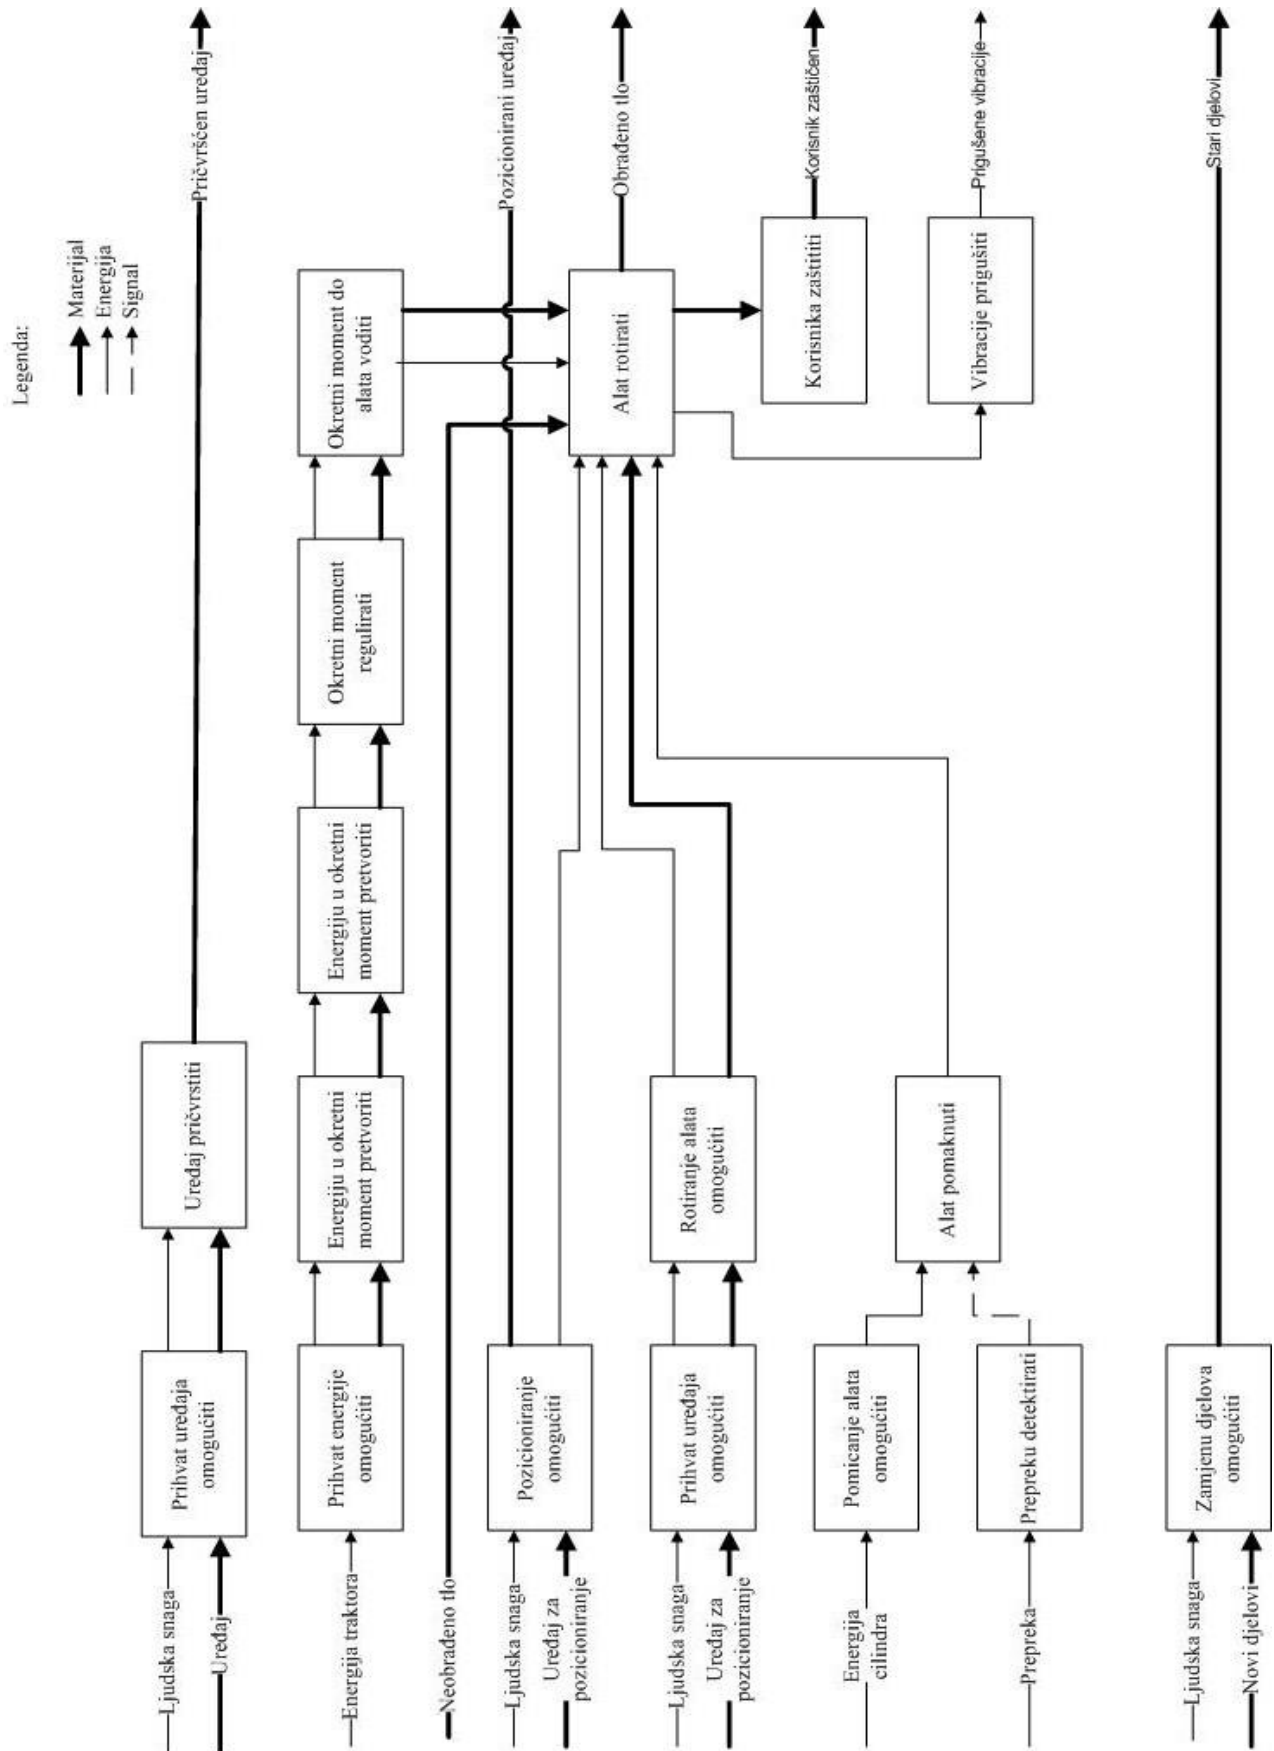 Legenda:
Materijal
Energija
Signal
Ljudska snaga
Uređaj
Prihvat uređaja
omogućiti
Uređaj pričvrstiti
Pričvršćen uređaj
Energija traktora
Prihvat energije
omogućiti
Energiju u okretni
moment pretvoriti
Energiju u okretni
moment pretvoriti
Okretni moment
regulirati
Okretni moment do
alata voditi
Neobrađeno tlo
Ljudska snaga
Uređaj za
pozicioniranje
Pozicioniranje
omogućiti
Pozicionirani uređaj
Alat rotirati
Obrađeno tlo
Ljudska snaga
Uređaj za
pozicioniranje
Prihvat uređaja
omogućiti
Rotiranje alata
omogućiti
Korisnika zaštititi
Korisnik zaštičen
Energija
cilindra
Pomicanje alata
omogućiti
Alat pomaknuti
Vibracije prigušiti
Prigušene vibracije
Prepreka
Prepreku detektirati
Ljudska snaga
Novi djelovi
Zamjenu djelova
omogućiti
Stari djelovi